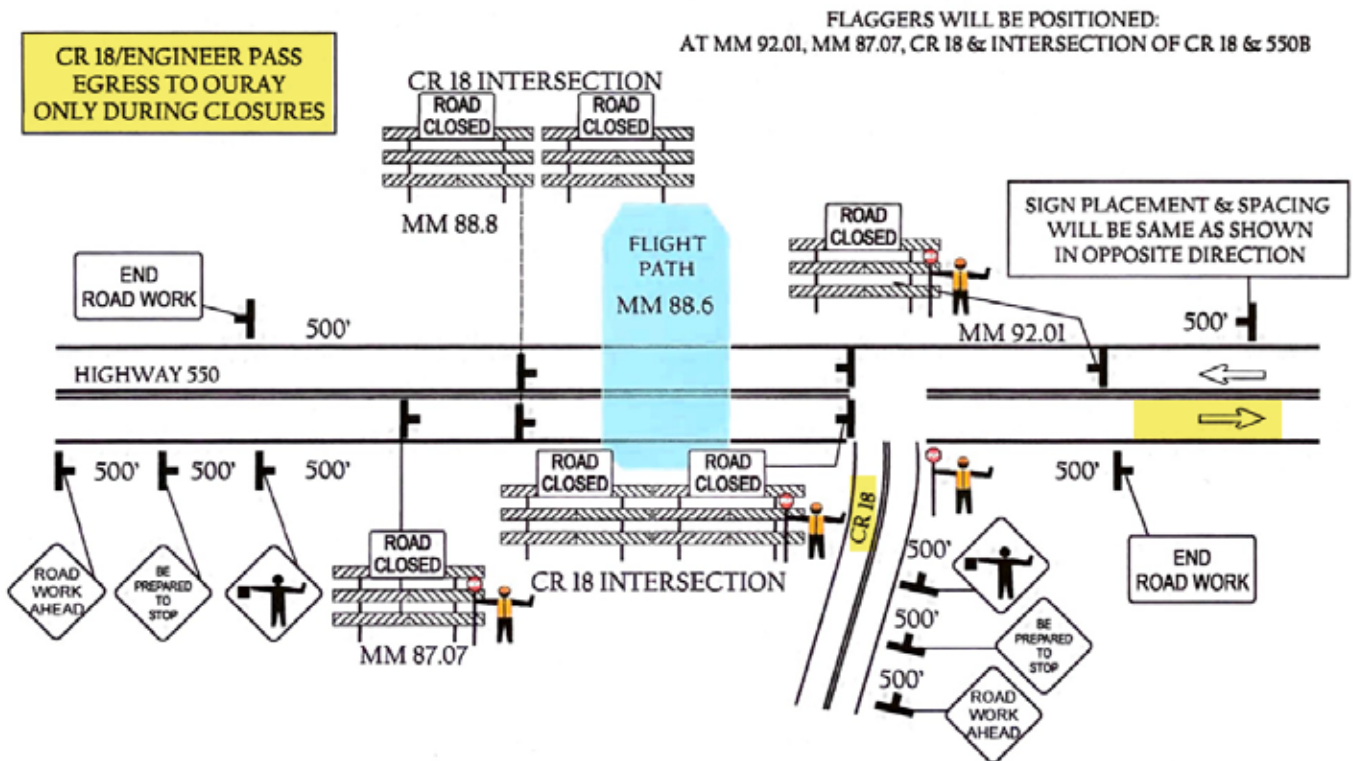 FLAGGERS WILL BE POSITIONED:
AT MM 92.01, MM 87.07, CR 18 & INTERSECTION OF CR 18 & 550B
CR 18/ENGINEER PASS
EGRESS TO OURAY
ONLY DURING CLOSURES
CR 18 INTERSECTION
ROAD
CLOSED
ROAD
CLOSED
MM 88.8
FLIGHT
PATH
MM 88.6
ROAD
CLOSED
SIGN PLACEMENT & SPACING
WILL BE SAME AS SHOWN
IN OPPOSITE DIRECTION
END
ROAD WORK
500'
MM 92.01
500'
HIGHWAY 550
500'
500'
500'
ROAD
CLOSED
ROAD
CLOSED
500'
CR 18
ROAD
WORK
AHEAD
BE
PREPARED
TO
STOP
ROAD
CLOSED
MM 87.07
CR 18 INTERSECTION
500'
END
ROAD WORK
500'
BE
PREPARED
TO
STOP
500'
ROAD
WORK
AHEAD